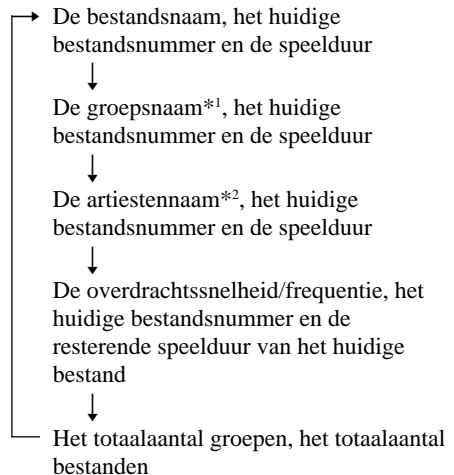 De bestandsnaam, het huidige
bestandsnummer en de speelduur
De groepsnaam*1, het huidige
bestandsnummer en de speelduur
De artiestennaam*2, het huidige
bestandsnummer en de speelduur
De overdrachtssnelheid/frequentie, het
huidige bestandsnummer en de
resterende speelduur van het huidige
bestand
Het totaalaantal groepen, het totaalaantal
bestanden